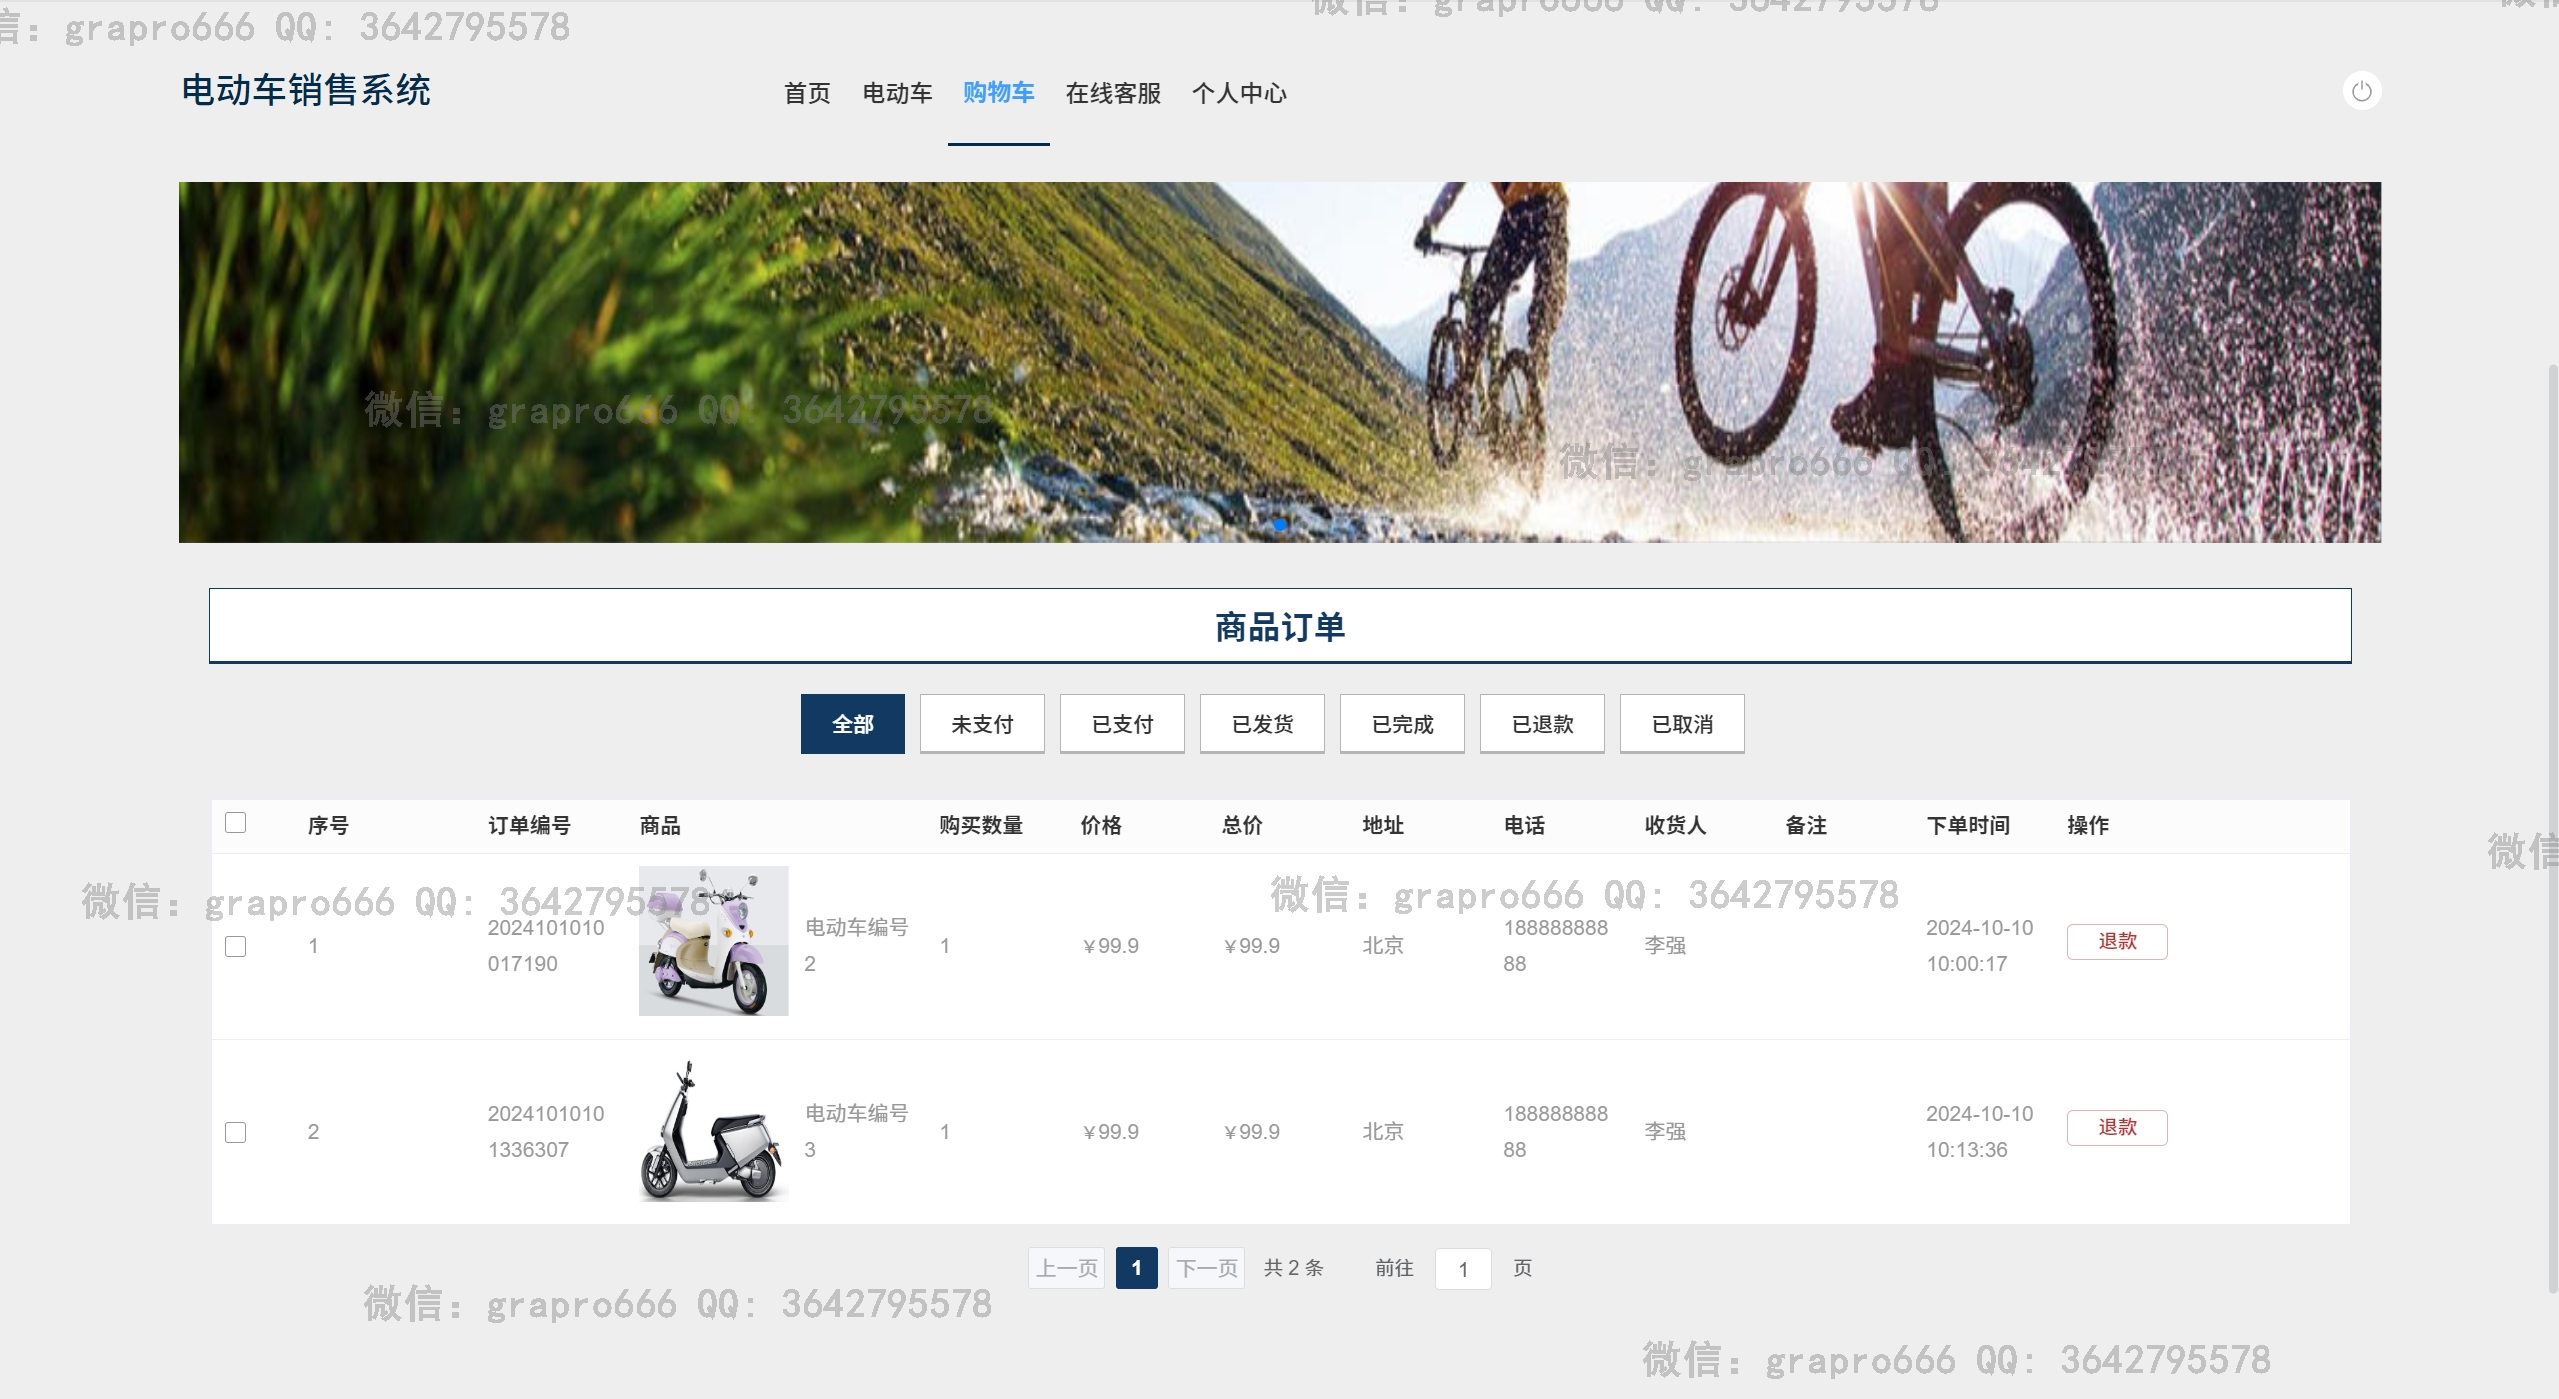 信：grapro666 QQ: 3642795578
微信：grapro666 QQ: 3642795578
电动车销售系统
首页 电动车 购物车 在线客服 个人中心
微信：grapro666 QQ: 3642795578
微信：grapro666 QQ:
商品订单
全部 未支付 已支付 已发货 已完成 已退款 已取消
序号 订单编号 商品 购买数量 价格 总价 地址 电话 收货人 备注 下单时间 操作
微信：grapro666 QQ: 3642795578
微信：grapro666 QQ: 3642795578
微信
1 2024101010 017190 电动车编号 2 1 ￥99.9 ￥99.9 北京 188888888 88 李强 2024-10-10 10:00:17 退款
2 2024101010 1336307 电动车编号 3 1 ￥99.9 ￥99.9 北京 188888888 88 李强 2024-10-10 10:13:36 退款
上一页 1 下一页 共 2 条 前往 1 页
微信：grapro666 QQ: 3642795578
微信：grapro666 QQ: 3642795578